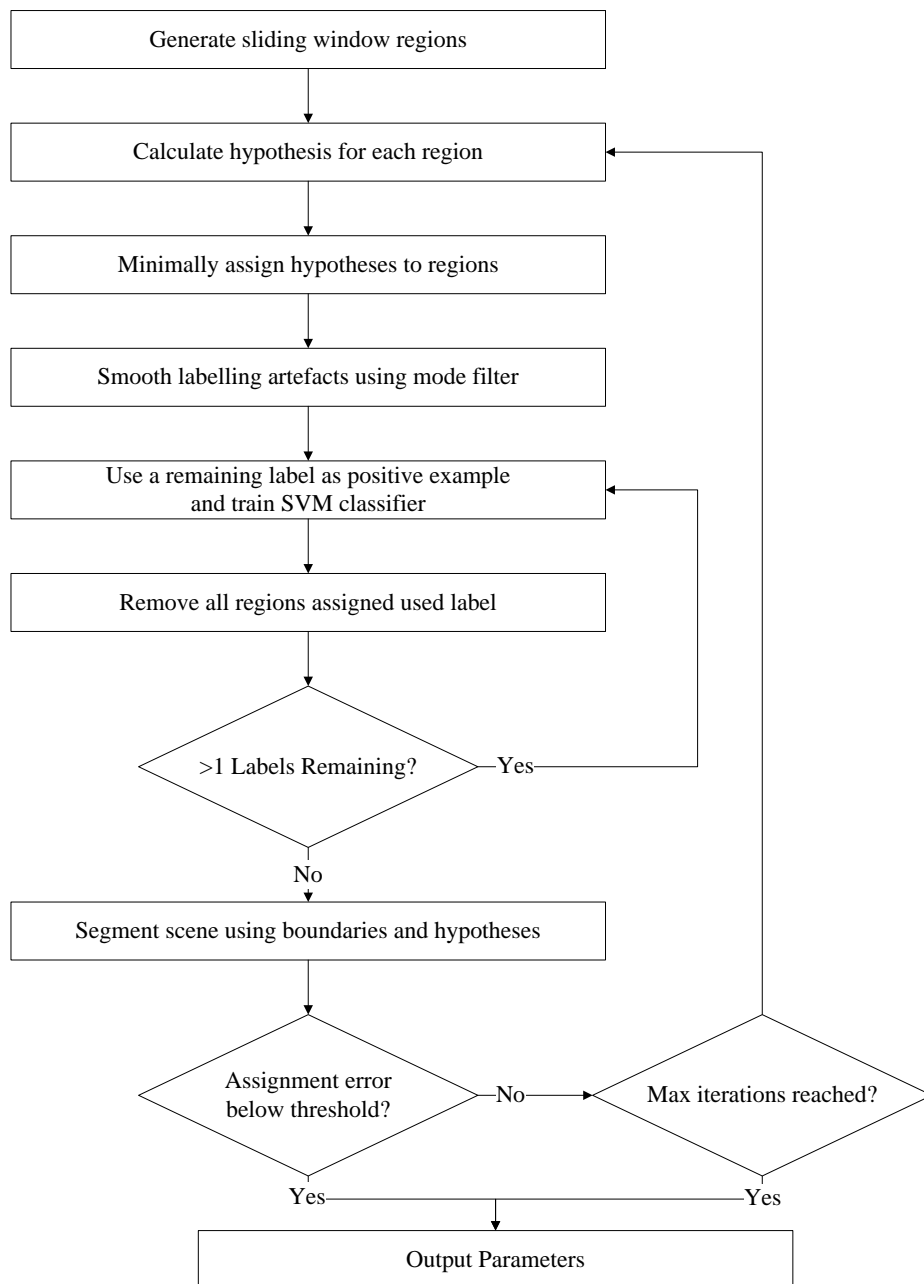 Generate sliding window regions
Calculate hypothesis for each region
Minimally assign hypotheses to regions
Smooth labelling artefacts using mode filter
Use a remaining label as positive example
and train SVM classifier
Remove all regions assigned used label
>1 Labels Remaining?
Yes
No
Segment scene using boundaries and hypotheses
Assignment error
below threshold?
No
Max iterations reached?
Yes
Yes
Output Parameters